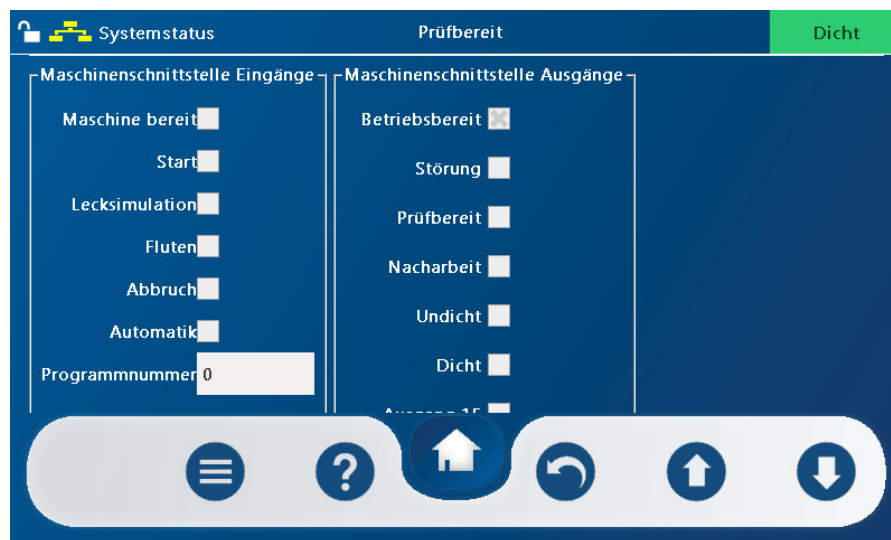 Systemstatus
Prüfbereit
Dicht
Maschinenschnittstelle Eingänge
Maschine bereit
Start
Lecksimulation
Fluten
Abbruch
Automatik
Programmnummer 0
Maschinenschnittstelle Ausgänge
Betriebsbereit
Störung
Prüfbereit
Nacharbeit
Undicht
Dicht
?